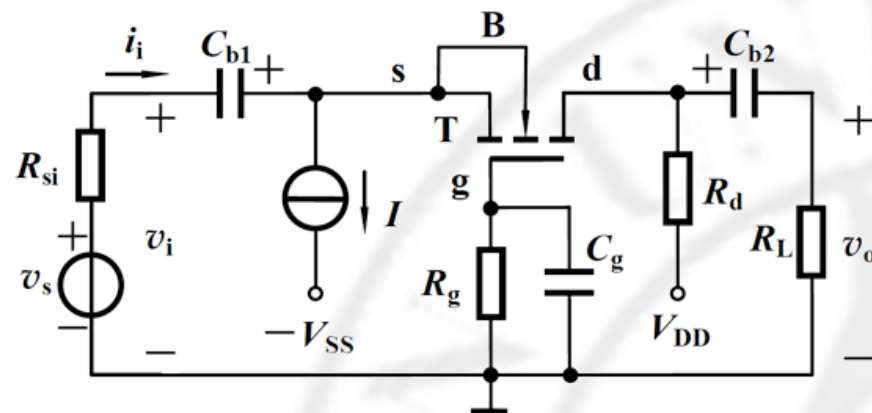 B
i_i C_b1 + s d + C_b2
+ T +
R_si g
I R_d
+ v_i C_g R_L v_o
v_s R_g
− − V_SS V_DD
− −